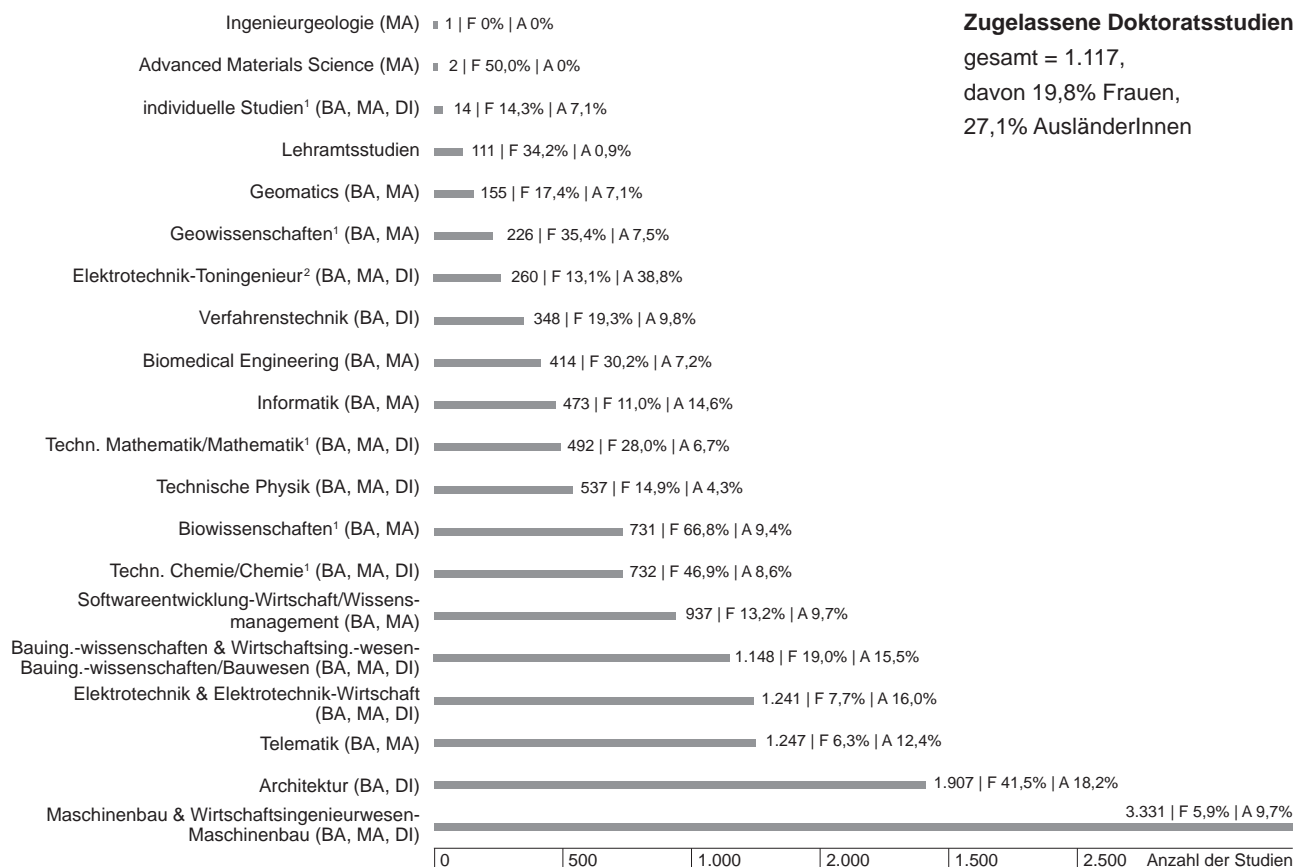 Ingenieurgeologie (MA) 1 | F 0% | A 0%
Advanced Materials Science (MA) 2 | F 50,0% | A 0%
individuelle Studien¹ (BA, MA, DI) 14 | F 14,3% | A 7,1%
Lehramtsstudien 111 | F 34,2% | A 0,9%
Geomatics (BA, MA) 155 | F 17,4% | A 7,1%
Geowissenschaften¹ (BA, MA) 226 | F 35,4% | A 7,5%
Elektrotechnik-Toningenieur² (BA, MA, DI) 260 | F 13,1% | A 38,8%
Verfahrenstechnik (BA, DI) 348 | F 19,3% | A 9,8%
Biomedical Engineering (BA, MA) 414 | F 30,2% | A 7,2%
Informatik (BA, MA) 473 | F 11,0% | A 14,6%
Techn. Mathematik/Mathematik¹ (BA, MA, DI) 492 | F 28,0% | A 6,7%
Technische Physik (BA, MA, DI) 537 | F 14,9% | A 4,3%
Biowissenschaften¹ (BA, MA) 731 | F 66,8% | A 9,4%
Techn. Chemie/Chemie¹ (BA, MA, DI) 732 | F 46,9% | A 8,6%
Softwareentwicklung-Wirtschaft/Wissens-
management (BA, MA) 937 | F 13,2% | A 9,7%
Bauing.-wissenschaften & Wirtschaftsing.-wesen-
Bauing.-wissenschaften/Bauwesen (BA, MA, DI) 1.148 | F 19,0% | A 15,5%
Elektrotechnik & Elektrotechnik-Wirtschaft
(BA, MA, DI) 1.241 | F 7,7% | A 16,0%
Telematik (BA, MA) 1.247 | F 6,3% | A 12,4%
Architektur (BA, DI) 1.907 | F 41,5% | A 18,2%
Maschinenbau & Wirtschaftsingenieurwesen-
Maschinenbau (BA, MA, DI) 3.331 | F 5,9% | A 9,7%
0 500 1.000 2.000 1.500 2.500 Anzahl der Studien
Zugelassene Doktoratsstudien
gesamt = 1.117,
davon 19,8% Frauen,
27,1% AusländerInnen